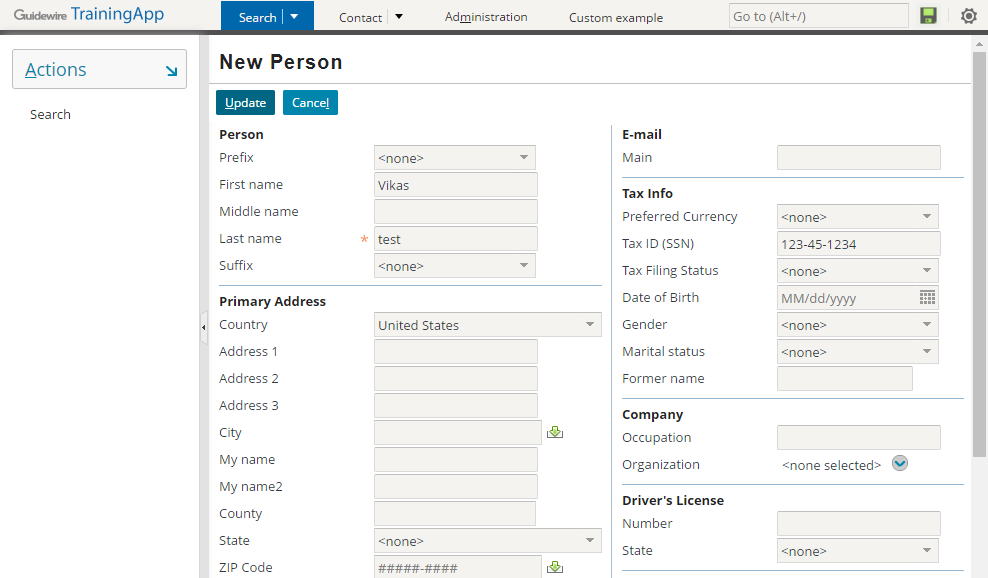 Guidewire TrainingApp
Search
Contact
Administration
Custom example
Go to (Alt+/)
Actions
Search
New Person
Update
Cancel
Person
Prefix
<none>
First name
Vikas
Middle name
Last name
* test
Suffix
<none>
Primary Address
Country
United States
Address 1
Address 2
Address 3
City
My name
My name2
County
State
<none>
ZIP Code
#####-####
E-mail
Main
Tax Info
Preferred Currency
<none>
Tax ID (SSN)
123-45-1234
Tax Filing Status
<none>
Date of Birth
MM/dd/yyyy
Gender
<none>
Marital status
<none>
Former name
Company
Occupation
Organization
<none selected>
Driver's License
Number
State
<none>